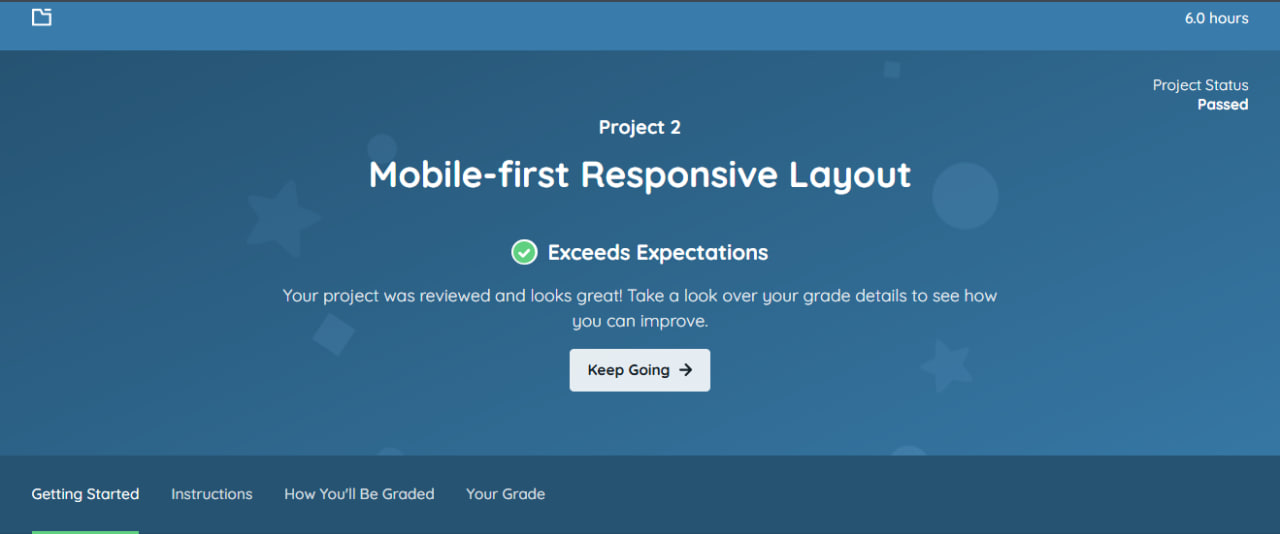 6.0 hours
Project Status
Passed
Project 2
Mobile-first Responsive Layout
Exceeds Expectations
Your project was reviewed and looks great! Take a look over your grade details to see how
you can improve.
Keep Going
Getting Started
Instructions
How You'll Be Graded
Your Grade